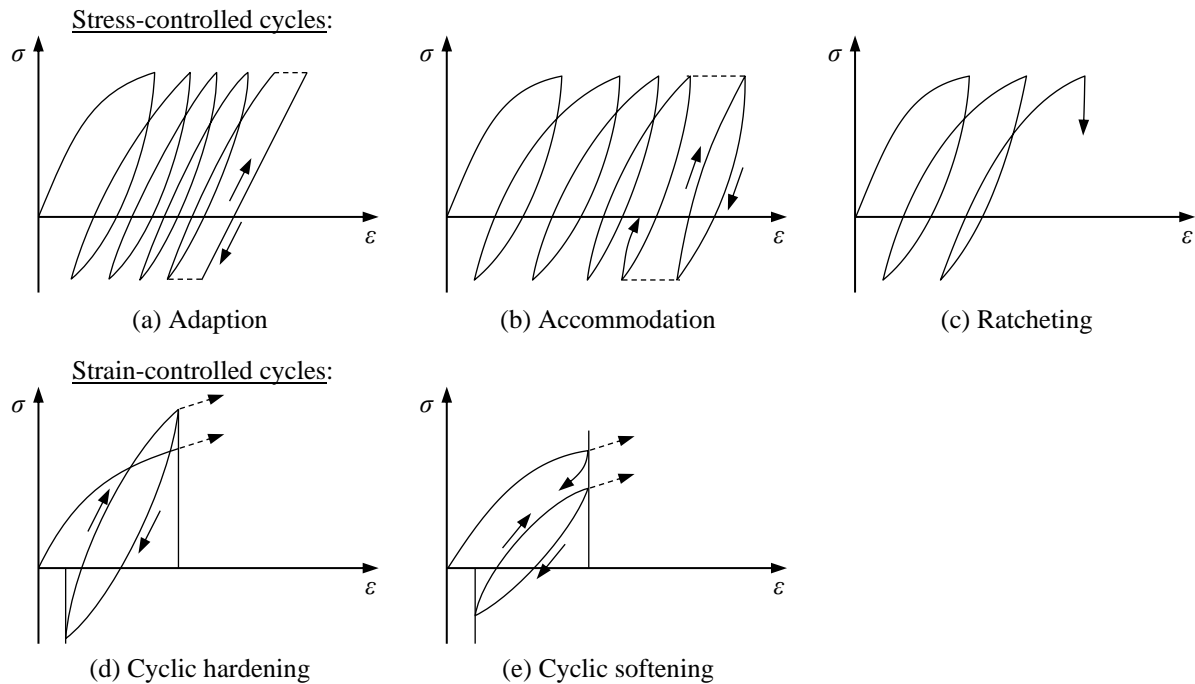 Stress-controlled cycles:
σ
σ
σ
ε
ε
ε
(a) Adaption
(b) Accommodation
(c) Ratcheting
Strain-controlled cycles:
σ
σ
ε
ε
(d) Cyclic hardening
(e) Cyclic softening